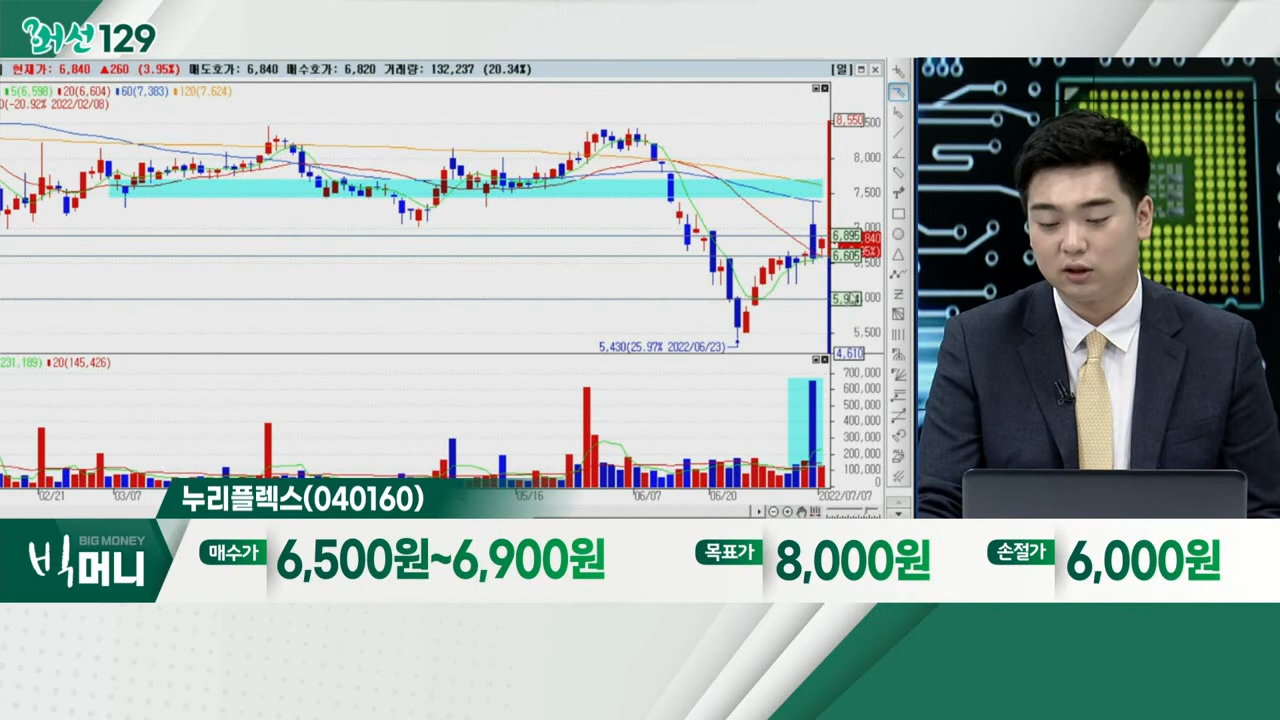 최선129
현재가: 6,840 ▲260 (3.95%) 매도호가: 6,840 매수호가: 6,820 거래량: 132,237 (20.34%)
[일]
5(6,598) 20(6,604) 60(7,383) 120(7,624)
(-20.92% 2022/02/08)
8,550
8,000
7,500
7,000
6,895
6,605
5,500
5,430(25.97% 2022/06/23)
4,610
231,189) 20(145,426)
700,000
600,000
500,000
400,000
300,000
200,000
100,000
0
02/21 03/07 05/16 06/07 06/20 2022/07/07
누리플렉스(040160)
BIG MONEY
빅머니
매수가 6,500원~6,900원 목표가 8,000원 손절가 6,000원